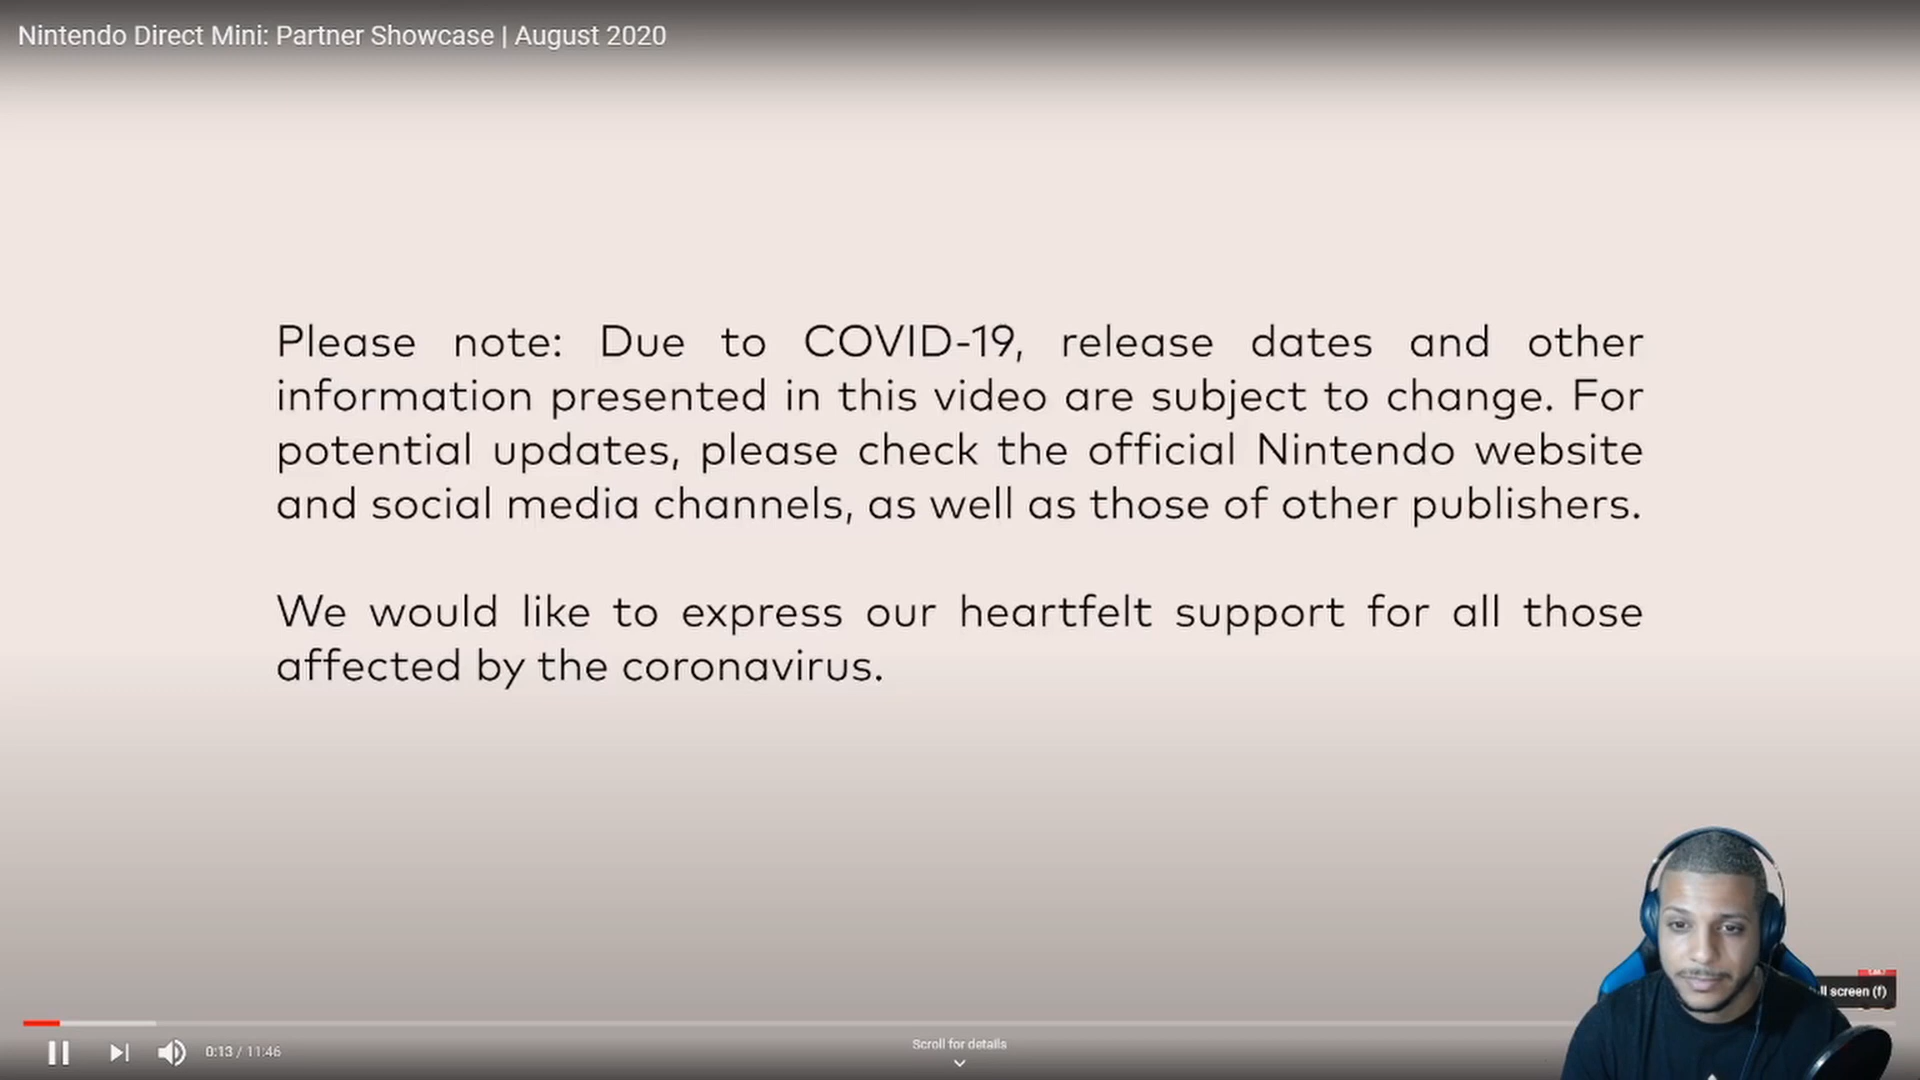 Nintendo Direct Mini: Partner Showcase | August 2020
Please note: Due to COVID-19, release dates and other
information presented in this video are subject to change. For
potential updates, please check the official Nintendo website
and social media channels, as well as those of other publishers.
We would like to express our heartfelt support for all those
affected by the coronavirus.
screen (f)
0:13 / 11:46
Scroll for details